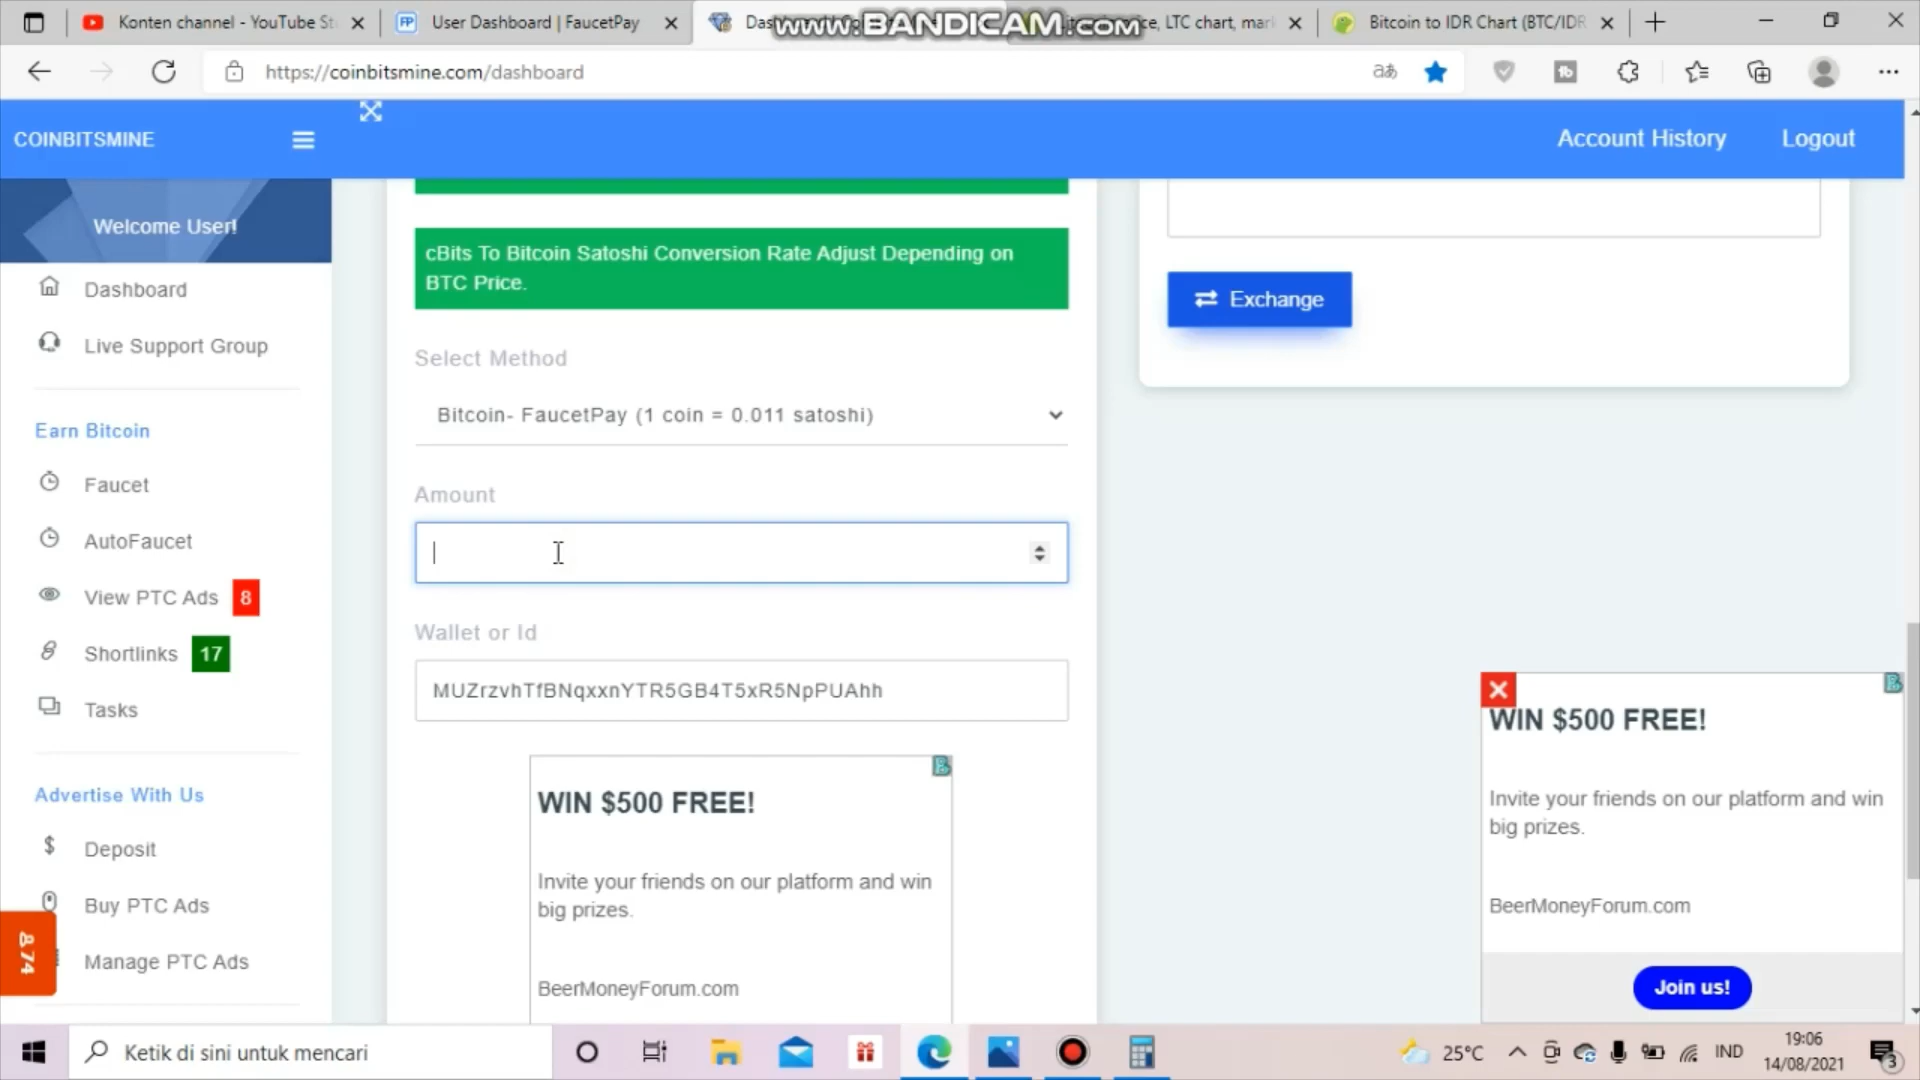 Konten channel - YouTube St
User Dashboard | FaucetPay
www.BANDICAM.com
ce, LTC chart, mark
Bitcoin to IDR Chart (BTC/IDR
https://coinbitsmine.com/dashboard
COINBITSMINE
Account History
Logout
Welcome User!
Dashboard
Live Support Group
Earn Bitcoin
Faucet
AutoFaucet
View PTC Ads 8
Shortlinks 17
Tasks
Advertise With Us
Deposit
Buy PTC Ads
Manage PTC Ads
874
cBits To Bitcoin Satoshi Conversion Rate Adjust Depending on
BTC Price.
Select Method
Bitcoin- FaucetPay (1 coin = 0.011 satoshi)
Amount
Wallet or Id
MUZrzvhTfBNqxxnYTR5GB4T5xR5NpPUAhh
WIN $500 FREE!
Invite your friends on our platform and win
big prizes.
BeerMoneyForum.com
Exchange
WIN $500 FREE!
Invite your friends on our platform and win
big prizes.
BeerMoneyForum.com
Join us!
Ketik di sini untuk mencari
25°C
IND
19:06
14/08/2021
3